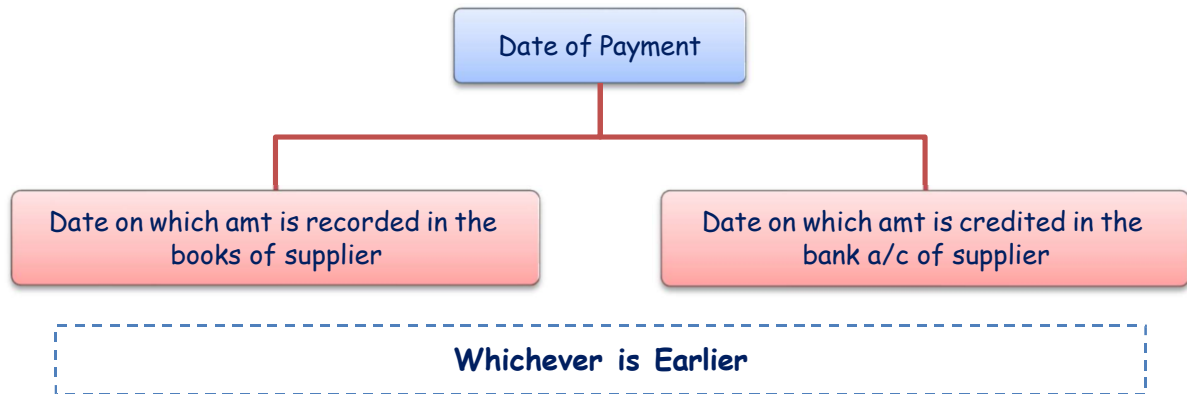 Date of Payment
Date on which amt is recorded in the
books of supplier
Date on which amt is credited in the
bank a/c of supplier
Whichever is Earlier